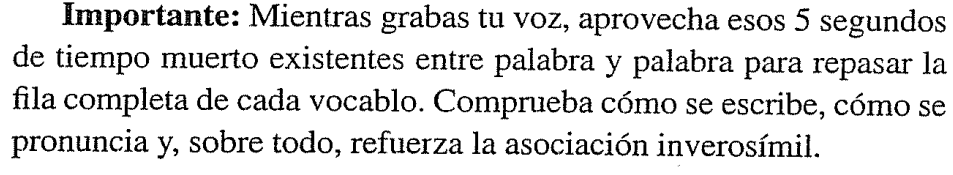 Importante: Mientras grabas tu voz, aprovecha esos 5 segundos
de tiempo muerto existentes entre palabra y palabra para repasar la
fila completa de cada vocablo. Comprueba cómo se escribe, cómo se
pronuncia y, sobre todo, refuerza la asociación inverosímil.